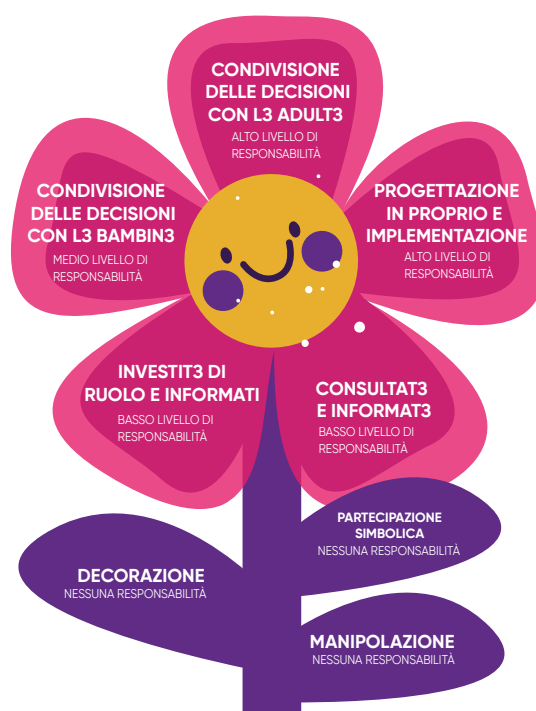 CONDIVISIONE
DELLE DECISIONI
CON L3 ADULT3
ALTO LIVELLO DI
RESPONSABILITÀ
CONDIVISIONE
DELLE DECISIONI
CON L3 BAMBIN3
MEDIO LIVELLO DI
RESPONSABILITÀ
PROGETTAZIONE
IN PROPRIO E
IMPLEMENTAZIONE
ALTO LIVELLO DI
RESPONSABILITÀ
INVESTIT3 DI
RUOLO E INFORMATI
BASSO LIVELLO DI
RESPONSABILITÀ
CONSULTAT3
E INFORMAT3
BASSO LIVELLO DI
RESPONSABILITÀ
PARTECIPAZIONE
SIMBOLICA
NESSUNA RESPONSABILITÀ
DECORAZIONE
NESSUNA RESPONSABILITÀ
MANIPOLAZIONE
NESSUNA RESPONSABILITÀ